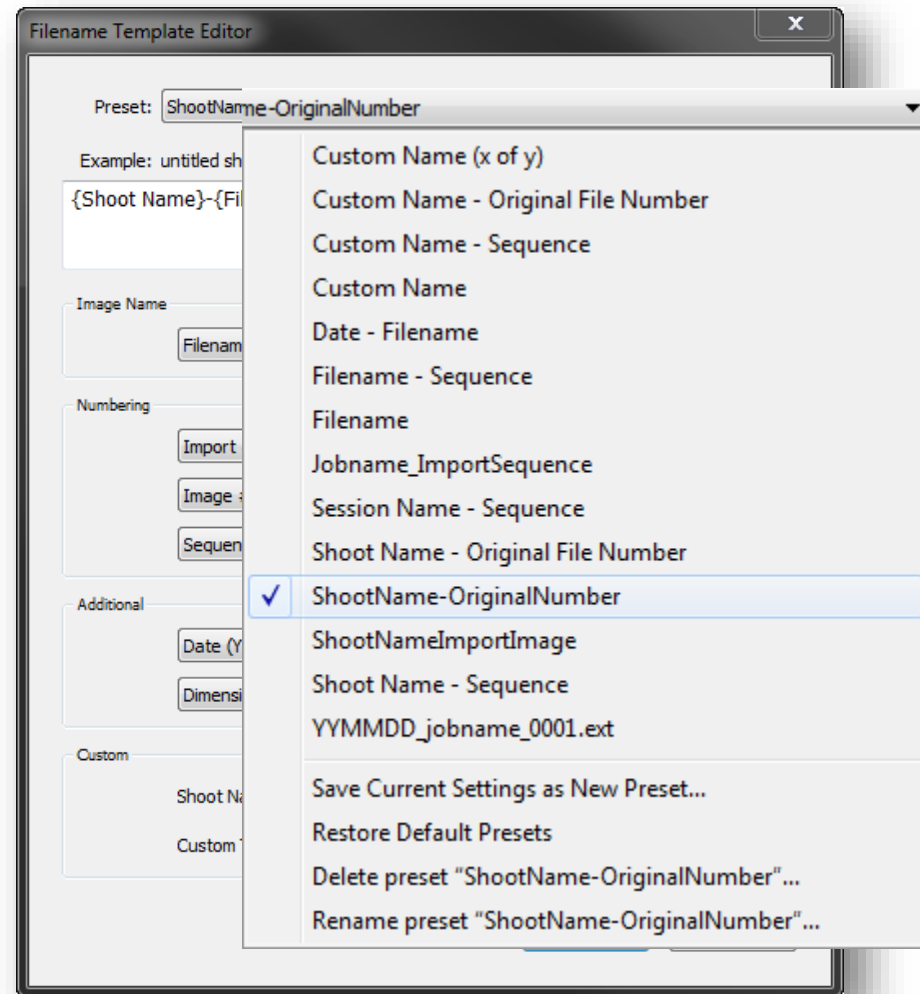 Filename Template Editor
x
Preset: ShootName-OriginalNumber
Example: untitled sh
{Shoot Name}-{Fil
Custom Name (x of y)
Custom Name - Original File Number
Custom Name - Sequence
Custom Name
Date - Filename
Filename - Sequence
Filename
Jobname_ImportSequence
Session Name - Sequence
Shoot Name - Original File Number
ShootName-OriginalNumber
ShootNameImportImage
Shoot Name - Sequence
YYMMDD_jobname_0001.ext
Save Current Settings as New Preset...
Restore Default Presets
Delete preset “ShootName-OriginalNumber”...
Rename preset “ShootName-OriginalNumber”...
Image Name
Filenam
Numbering
Import
Image #
Sequen
Additional
Date (Y
Dimensi
Custom
Shoot Na
Custom T